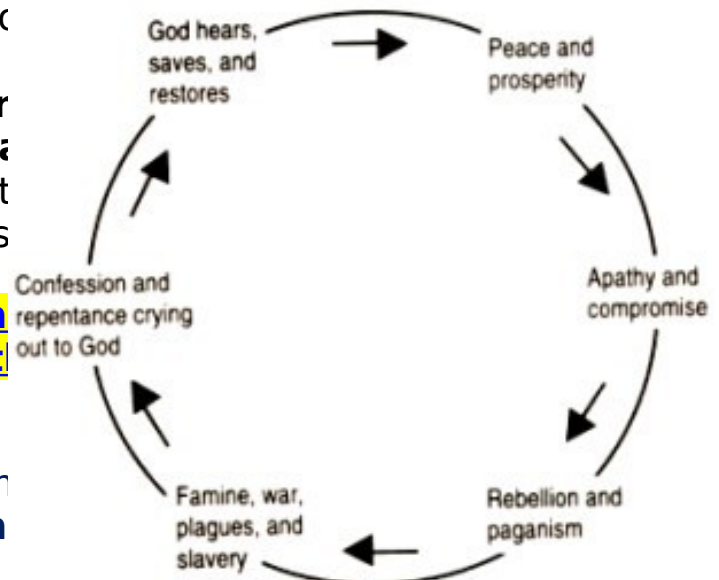 God hears,
saves, and
restores
Peace and
prosperity
Apathy and
compromise
Rebellion and
paganism
Famine, war,
plagues, and
slavery
Confession and
repentance crying
out to God